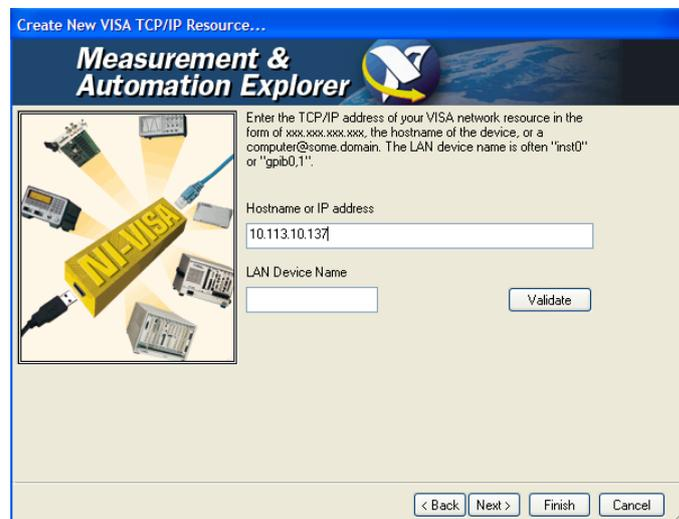 Create New VISA TCP/IP Resource...
Measurement &
Automation Explorer
Enter the TCP/IP address of your VISA network resource in the
form of xxx.xxx.xxx.xxx, the hostname of the device, or a
computer@some.domain. The LAN device name is often "inst0"
or "gpib0,1".
NI-VISA
Hostname or IP address
10.113.10.137
LAN Device Name
Validate
< Back
Next >
Finish
Cancel